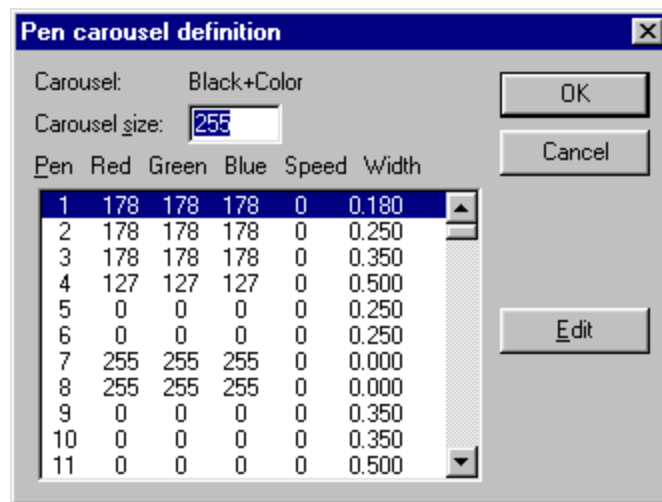 Pen carousel definition
Carousel: Black+Color
OK
Carousel size: 255
Cancel
Pen Red Green Blue Speed Width
1 178 178 178 0 0.180
2 178 178 178 0 0.250
3 178 178 178 0 0.350
4 127 127 127 0 0.500
5 0 0 0 0 0.250
6 0 0 0 0 0.250
Edit
7 255 255 255 0 0.000
8 255 255 255 0 0.000
9 0 0 0 0 0.350
10 0 0 0 0 0.350
11 0 0 0 0 0.500